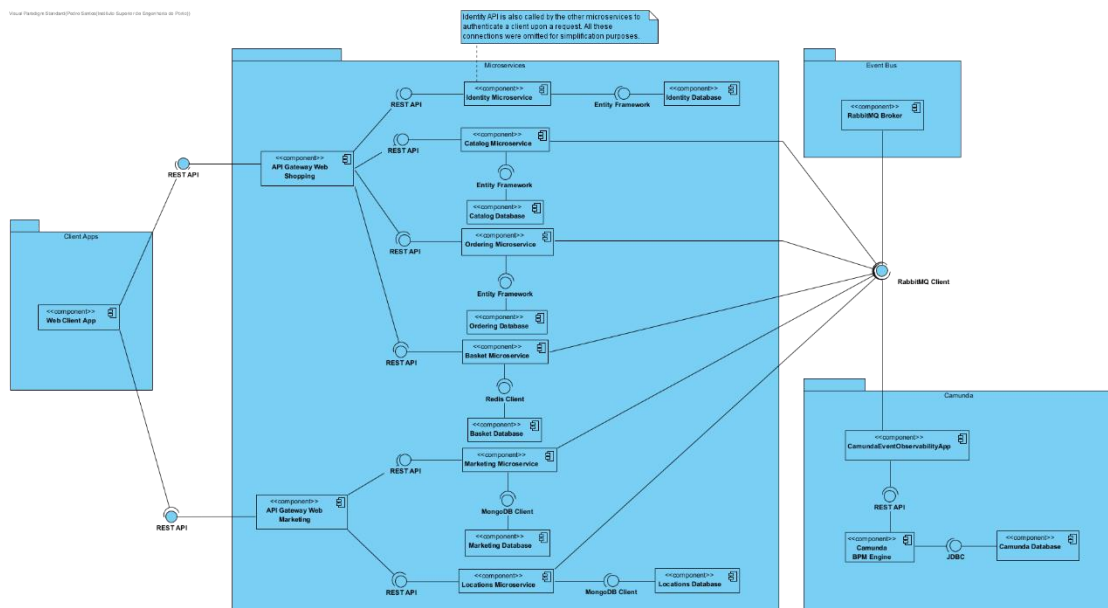 Visual Paradigm Standard(Pedro Santos(Instituto Superior de Engenharia do Porto))
Identity API is also called by the other microservices to
authenticate a client upon a request. All these
connections were omitted for simplification purposes.
Microservices
Event Bus
<<component>>
Identity Microservice
REST API
Entity Framework
<<component>>
Identity Database
<<component>>
RabbitMQ Broker
<<component>>
Catalog Microservice
REST API
<<component>>
API Gateway Web
Shopping
REST API
Entity Framework
<<component>>
Catalog Database
Client Apps
<<component>>
Ordering Microservice
REST API
RabbitMQ Client
Entity Framework
<<component>>
Web Client App
<<component>>
Ordering Database
<<component>>
Basket Microservice
REST API
Redis Client
Camunda
<<component>>
Basket Database
<<component>>
CamundaEventObservabilityApp
<<component>>
Marketing Microservice
REST API
<<component>>
API Gateway Web
Marketing
REST API
MongoDB Client
REST API
<<component>>
Marketing Database
<<component>>
Camunda
BPM Engine
JDBC
<<component>>
Camunda Database
<<component>>
Locations Microservice
REST API
MongoDB Client
<<component>>
Locations Database